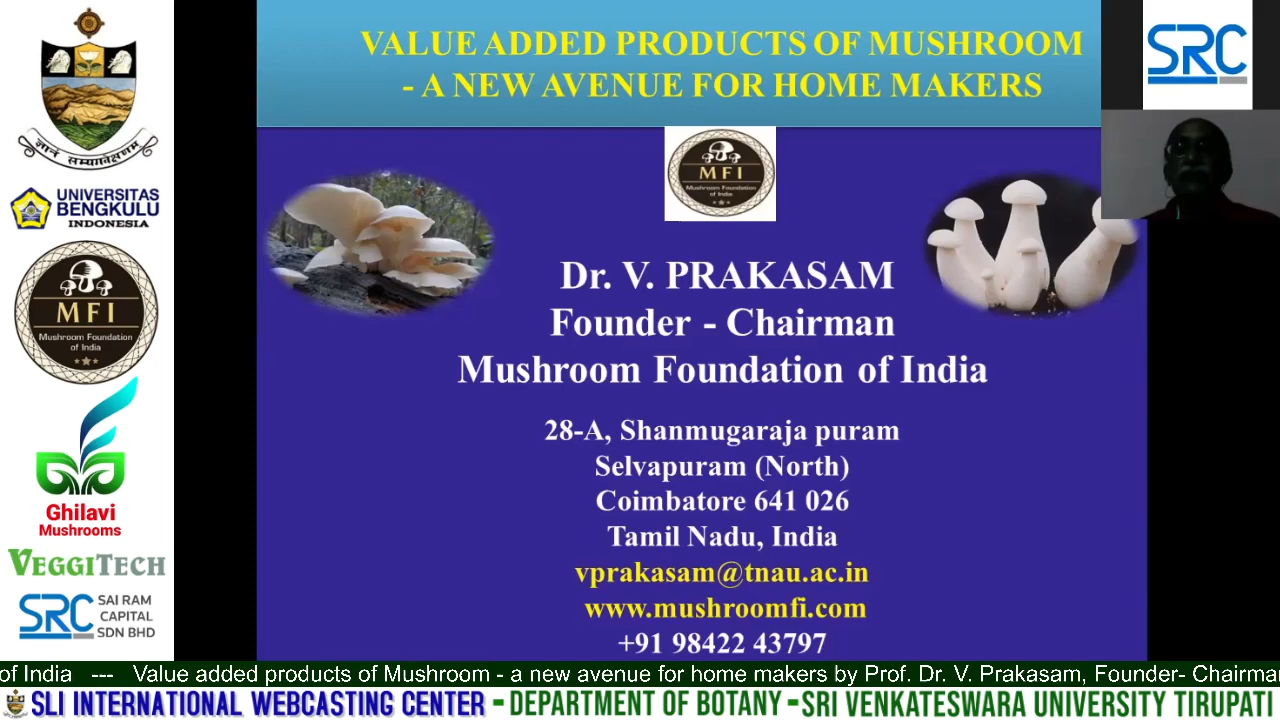 VALUE ADDED PRODUCTS OF MUSHROOM
- A NEW AVENUE FOR HOME MAKERS
SRC
MFI
Mushroom Foundation
of India
Dr. V. PRAKASAM
Founder - Chairman
Mushroom Foundation of India
28-A, Shanmugaraja puram
Selvapuram (North)
Coimbatore 641 026
Tamil Nadu, India
vprakasam@tnau.ac.in
www.mushroomfi.com
+91 98422 43797
ज्ञानं सम्यगवेक्षणम्
UNIVERSITAS
BENGKULU
INDONESIA
MFI
Mushroom Foundation
of India
Ghilavi
Mushrooms
VEGGITECH
SRC
SAI RAM
CAPITAL
SDN BHD
of India --- Value added products of Mushroom - a new avenue for home makers by Prof. Dr. V. Prakasam, Founder- Chairman
SLI INTERNATIONAL WEBCASTING CENTER - DEPARTMENT OF BOTANY - SRI VENKATESWARA UNIVERSITY TIRUPATI